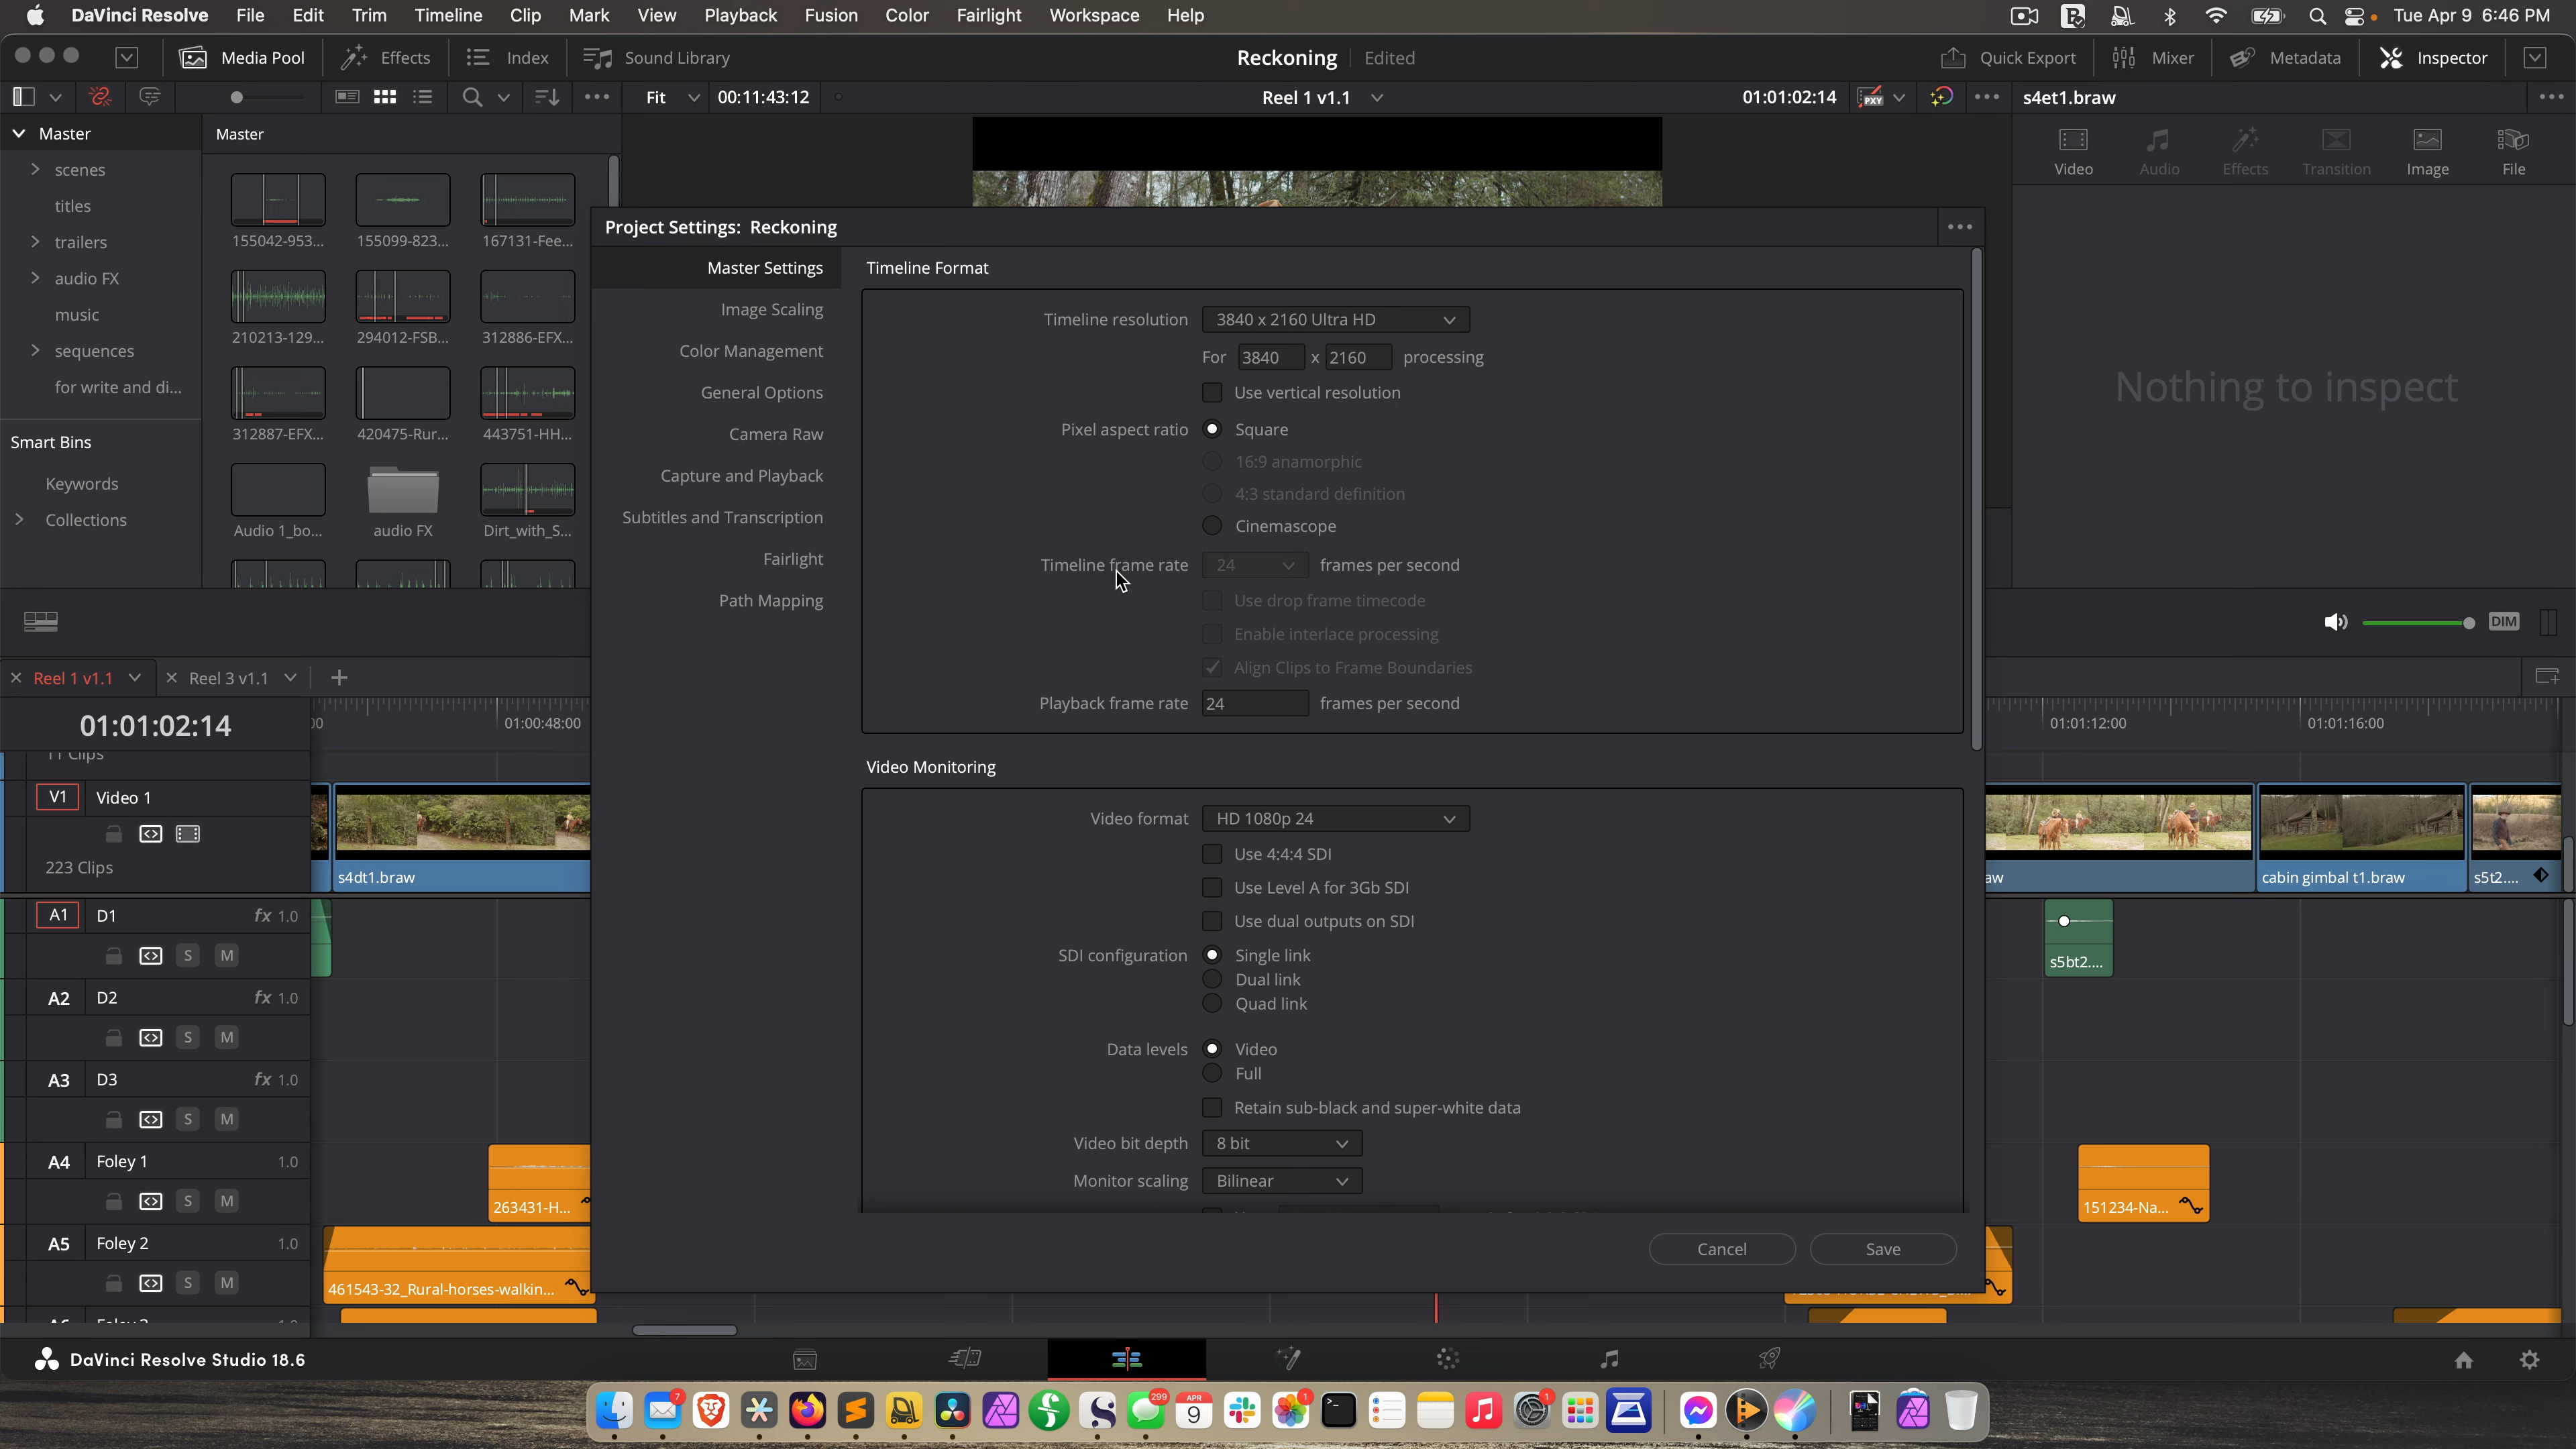 DaVinci Resolve File Edit Trim Timeline Clip Mark View Playback Fusion Color Fairlight Workspace Help Tue Apr 9 6:46 PM
Media Pool Effects Index Sound Library Reckoning Edited Quick Export Mixer Metadata Inspector
Fit 00:11:43:12 Reel 1 v1.1 01:01:02:14 PXY s4et1.braw
Master
scenes
titles
trailers
audio FX
music
sequences
for write and di...
Smart Bins
Keywords
Collections
Master
155042-953... 155099-823... 167131-Fee...
210213-129... 294012-FSB... 312886-EFX...
312887-EFX... 420475-Rur... 443751-HH...
Audio 1_bo... audio FX Dirt_with_S...
Video Audio Effects Transition Image File
Nothing to inspect
DIM
Project Settings: Reckoning
Master Settings
Image Scaling
Color Management
General Options
Camera Raw
Capture and Playback
Subtitles and Transcription
Fairlight
Path Mapping
Timeline Format
Timeline resolution 3840 x 2160 Ultra HD
For 3840 x 2160 processing
Use vertical resolution
Pixel aspect ratio Square
16:9 anamorphic
4:3 standard definition
Cinemascope
Timeline frame rate 24 frames per second
Use drop frame timecode
Enable interlace processing
Align Clips to Frame Boundaries
Playback frame rate 24 frames per second
Video Monitoring
Video format HD 1080p 24
Use 4:4:4 SDI
Use Level A for 3Gb SDI
Use dual outputs on SDI
SDI configuration Single link
Dual link
Quad link
Data levels Video
Full
Retain sub-black and super-white data
Video bit depth 8 bit
Monitor scaling Bilinear
Cancel Save
Reel 1 v1.1 Reel 3 v1.1
01:01:02:14 00 01:00:48:00 01:01:12:00 01:01:16:00
11 Clips
V1 Video 1
223 Clips
s4dt1.braw aw cabin gimbal t1.braw s5t2....
A1 D1 fx 1.0
S M
s5bt2....
A2 D2 fx 1.0
S M
A3 D3 fx 1.0
S M
A4 Foley 1 1.0
S M
263431-H... 151234-Na...
A5 Foley 2 1.0
S M
461543-32_Rural-horses-walkin...
DaVinci Resolve Studio 18.6
7 299 APR 9 1 1